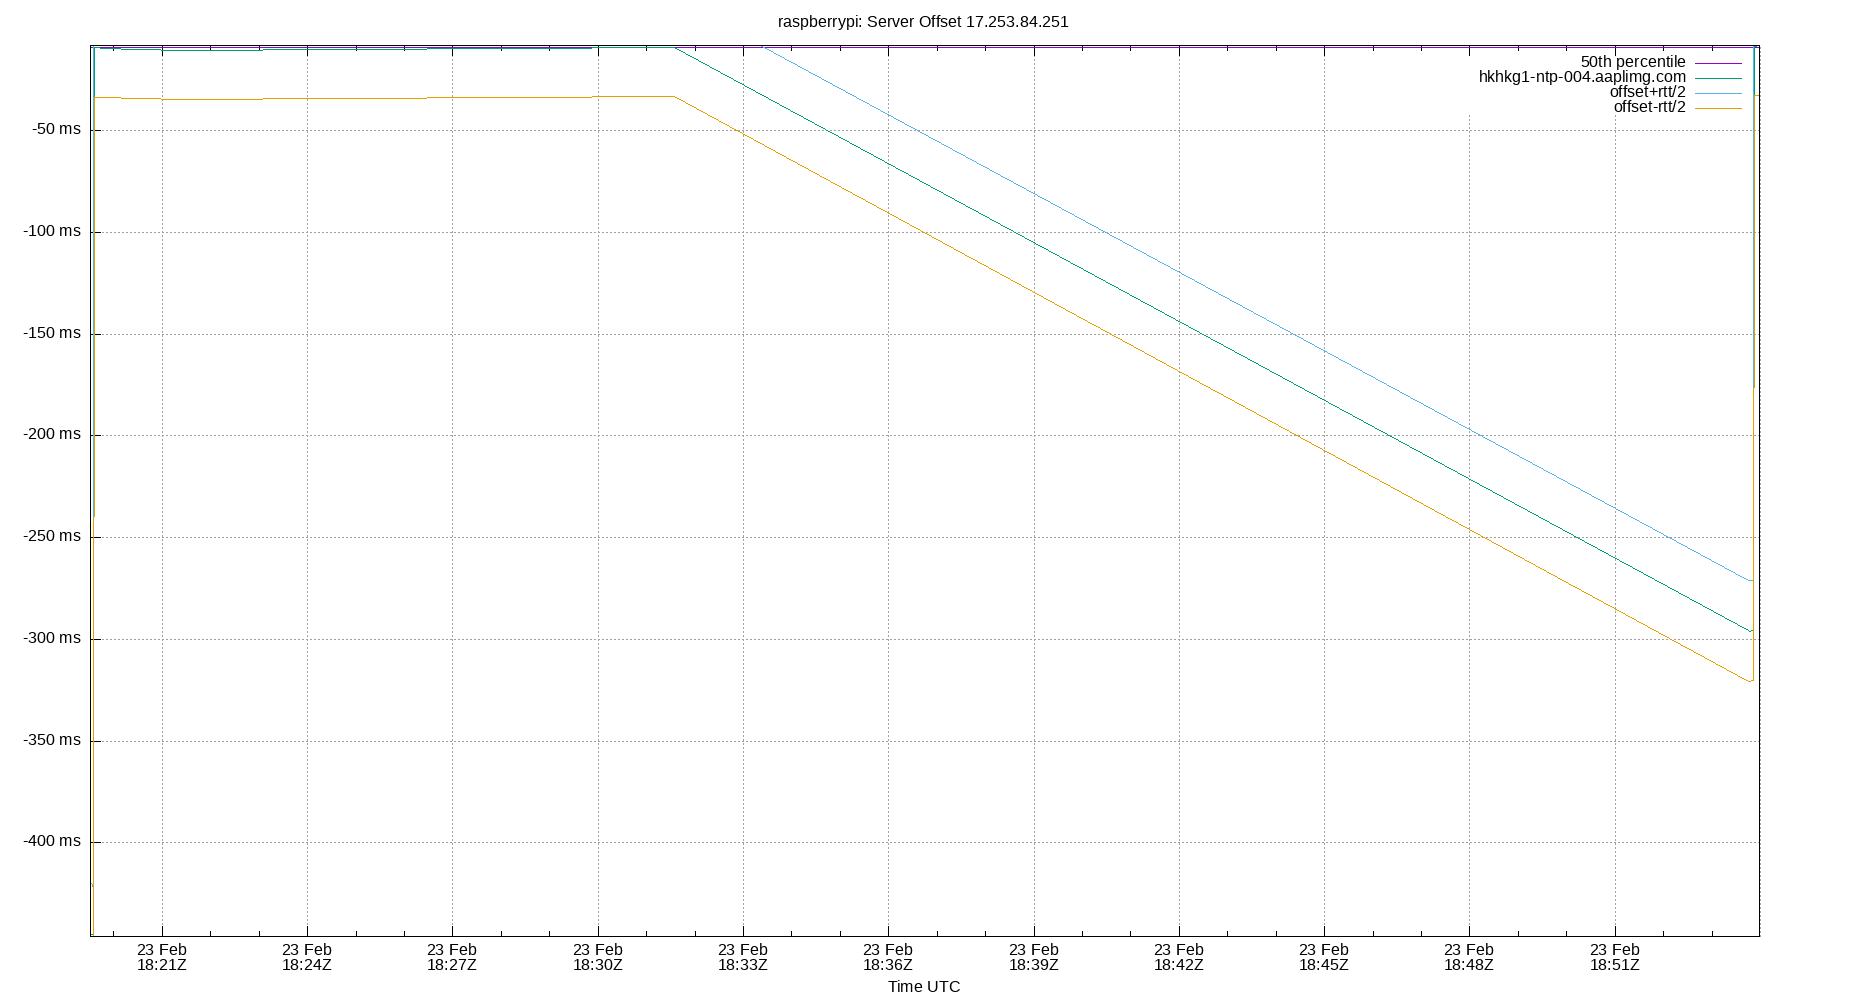 raspberrypi: Server Offset 17.253.84.251
50th percentile
hkhkg1-ntp-004.aaplimg.com
offset+rtt/2
offset-rtt/2
-50 ms
-100 ms
-150 ms
-200 ms
-250 ms
-300 ms
-350 ms
-400 ms
23 Feb 23 Feb 23 Feb 23 Feb 23 Feb 23 Feb 23 Feb 23 Feb 23 Feb 23 Feb 23 Feb
18:21Z 18:24Z 18:27Z 18:30Z 18:33Z 18:36Z 18:39Z 18:42Z 18:45Z 18:48Z 18:51Z
Time UTC